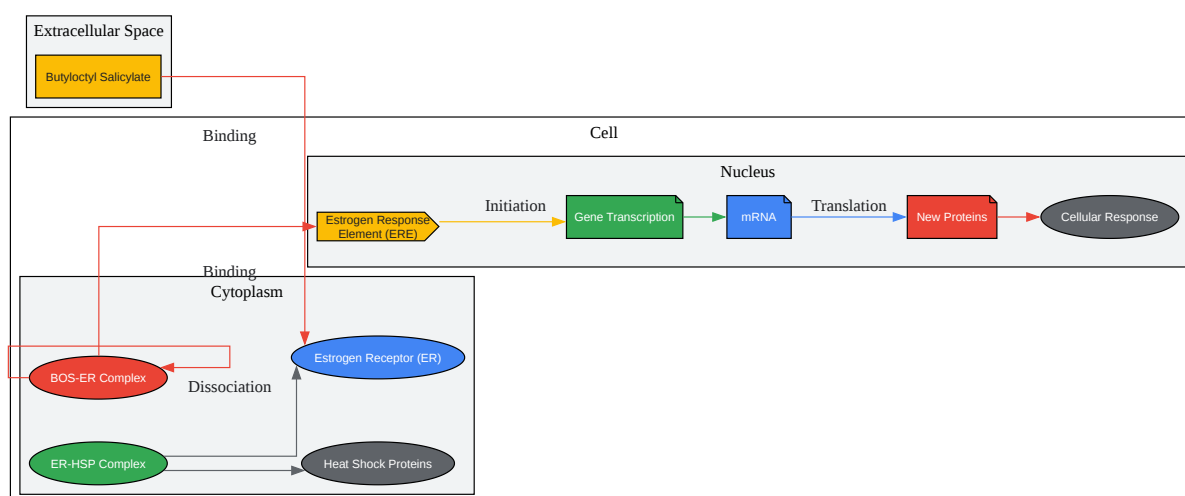 Extracellular Space
Butyloctyl Salicylate
Binding
Cell
Nucleus
Estrogen Response
Element (ERE)
Initiation
Gene Transcription
mRNA
Translation
New Proteins
Cellular Response
Binding
Cytoplasm
Estrogen Receptor (ER)
BOS-ER Complex
Dissociation
ER-HSP Complex
Heat Shock Proteins